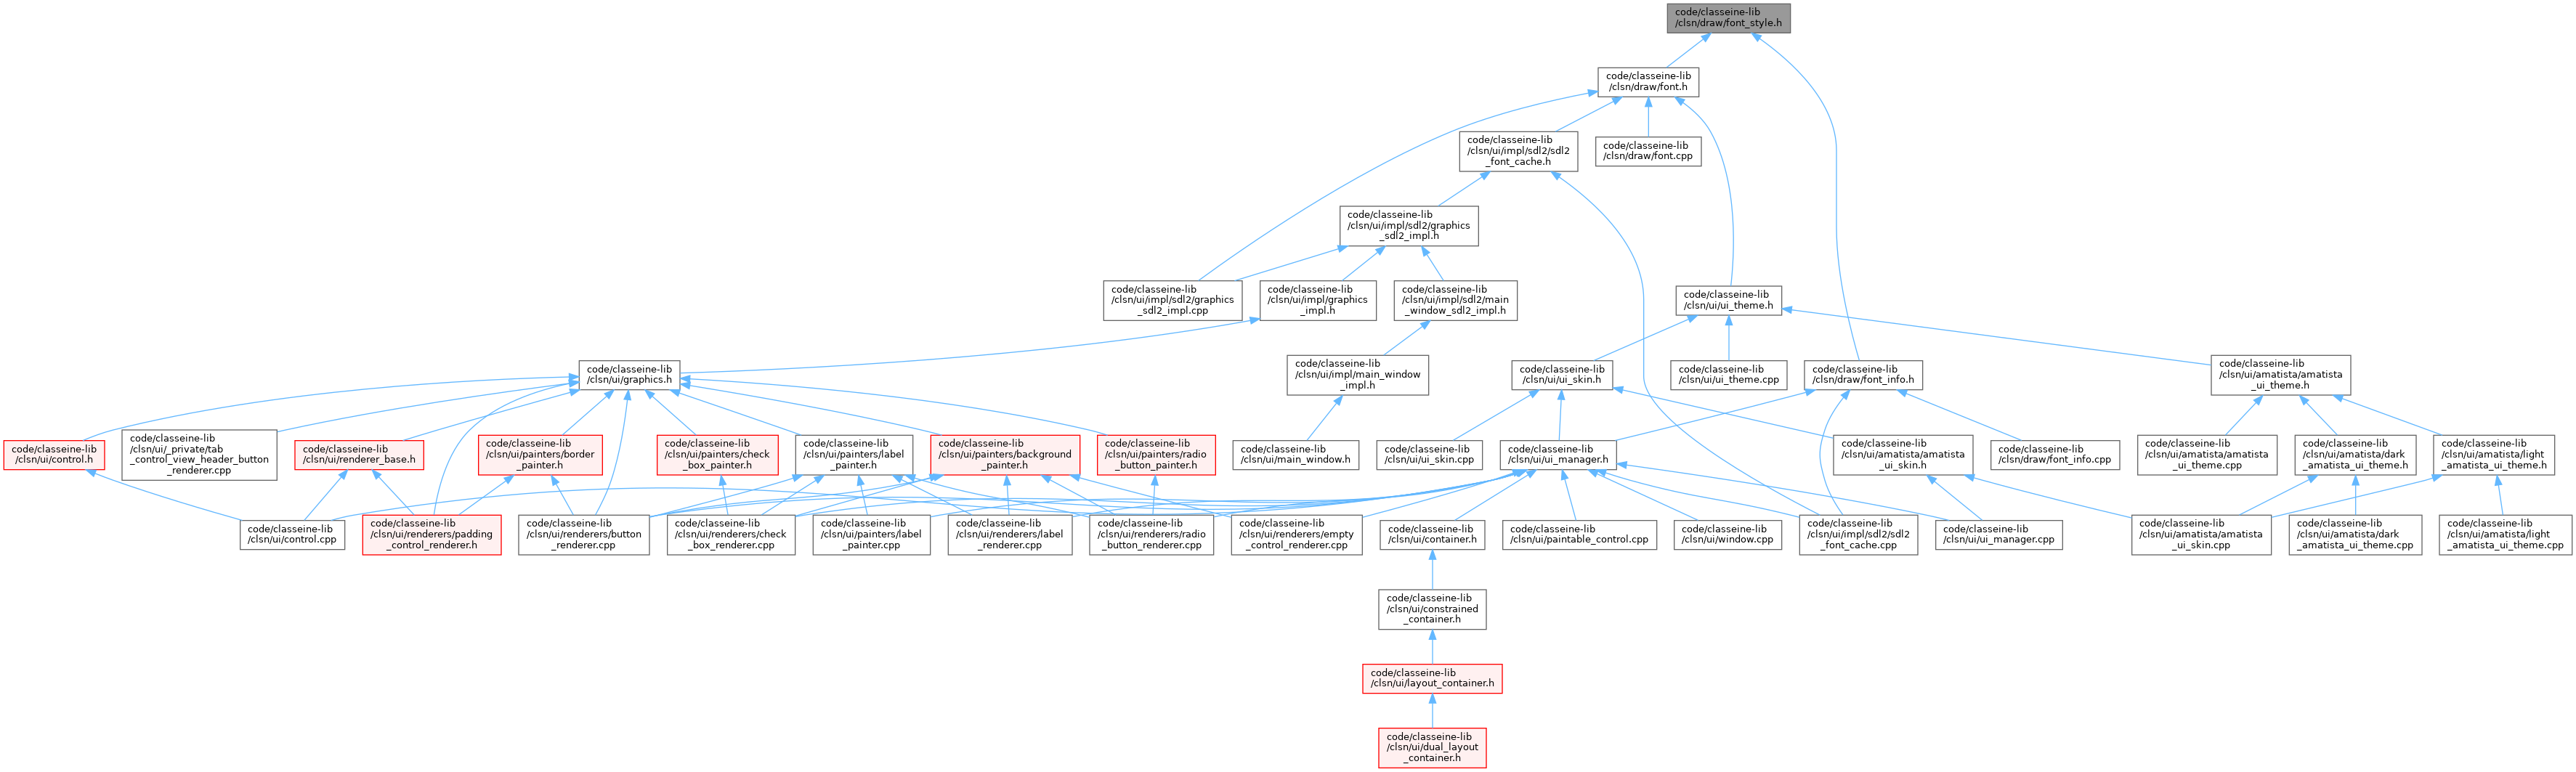 code/classeine-lib
/clsn/draw/font_style.h
code/classeine-lib
/clsn/draw/font.h
code/classeine-lib
/clsn/ui/impl/sdl2/sdl2
_font_cache.h
code/classeine-lib
/clsn/draw/font.cpp
code/classeine-lib
/clsn/ui/impl/sdl2/graphics
_sdl2_impl.h
code/classeine-lib
/clsn/ui/impl/sdl2/graphics
_sdl2_impl.cpp
code/classeine-lib
/clsn/ui/impl/graphics
_impl.h
code/classeine-lib
/clsn/ui/impl/sdl2/main
_window_sdl2_impl.h
code/classeine-lib
/clsn/ui/ui_theme.h
code/classeine-lib
/clsn/ui/graphics.h
code/classeine-lib
/clsn/ui/impl/main_window
_impl.h
code/classeine-lib
/clsn/ui/ui_skin.h
code/classeine-lib
/clsn/ui/ui_theme.cpp
code/classeine-lib
/clsn/draw/font_info.h
code/classeine-lib
/clsn/ui/amatista/amatista
_ui_theme.h
code/classeine-lib
/clsn/ui/control.h
code/classeine-lib
/clsn/ui/_private/tab
_control_view_header_button
_renderer.cpp
code/classeine-lib
/clsn/ui/renderer_base.h
code/classeine-lib
/clsn/ui/painters/border
_painter.h
code/classeine-lib
/clsn/ui/painters/check
_box_painter.h
code/classeine-lib
/clsn/ui/painters/label
_painter.h
code/classeine-lib
/clsn/ui/painters/background
_painter.h
code/classeine-lib
/clsn/ui/painters/radio
_button_painter.h
code/classeine-lib
/clsn/ui/main_window.h
code/classeine-lib
/clsn/ui/ui_skin.cpp
code/classeine-lib
/clsn/ui/ui_manager.h
code/classeine-lib
/clsn/ui/amatista/amatista
_ui_skin.h
code/classeine-lib
/clsn/draw/font_info.cpp
code/classeine-lib
/clsn/ui/amatista/amatista
_ui_theme.cpp
code/classeine-lib
/clsn/ui/amatista/dark
_amatista_ui_theme.h
code/classeine-lib
/clsn/ui/amatista/light
_amatista_ui_theme.h
code/classeine-lib
/clsn/ui/control.cpp
code/classeine-lib
/clsn/ui/renderers/padding
_control_renderer.h
code/classeine-lib
/clsn/ui/renderers/button
_renderer.cpp
code/classeine-lib
/clsn/ui/renderers/check
_box_renderer.cpp
code/classeine-lib
/clsn/ui/painters/label
_painter.cpp
code/classeine-lib
/clsn/ui/renderers/label
_renderer.cpp
code/classeine-lib
/clsn/ui/renderers/radio
_button_renderer.cpp
code/classeine-lib
/clsn/ui/renderers/empty
_control_renderer.cpp
code/classeine-lib
/clsn/ui/container.h
code/classeine-lib
/clsn/ui/paintable_control.cpp
code/classeine-lib
/clsn/ui/window.cpp
code/classeine-lib
/clsn/ui/impl/sdl2/sdl2
_font_cache.cpp
code/classeine-lib
/clsn/ui/ui_manager.cpp
code/classeine-lib
/clsn/ui/amatista/amatista
_ui_skin.cpp
code/classeine-lib
/clsn/ui/amatista/dark
_amatista_ui_theme.cpp
code/classeine-lib
/clsn/ui/amatista/light
_amatista_ui_theme.cpp
code/classeine-lib
/clsn/ui/constrained
_container.h
code/classeine-lib
/clsn/ui/layout_container.h
code/classeine-lib
/clsn/ui/dual_layout
_container.h